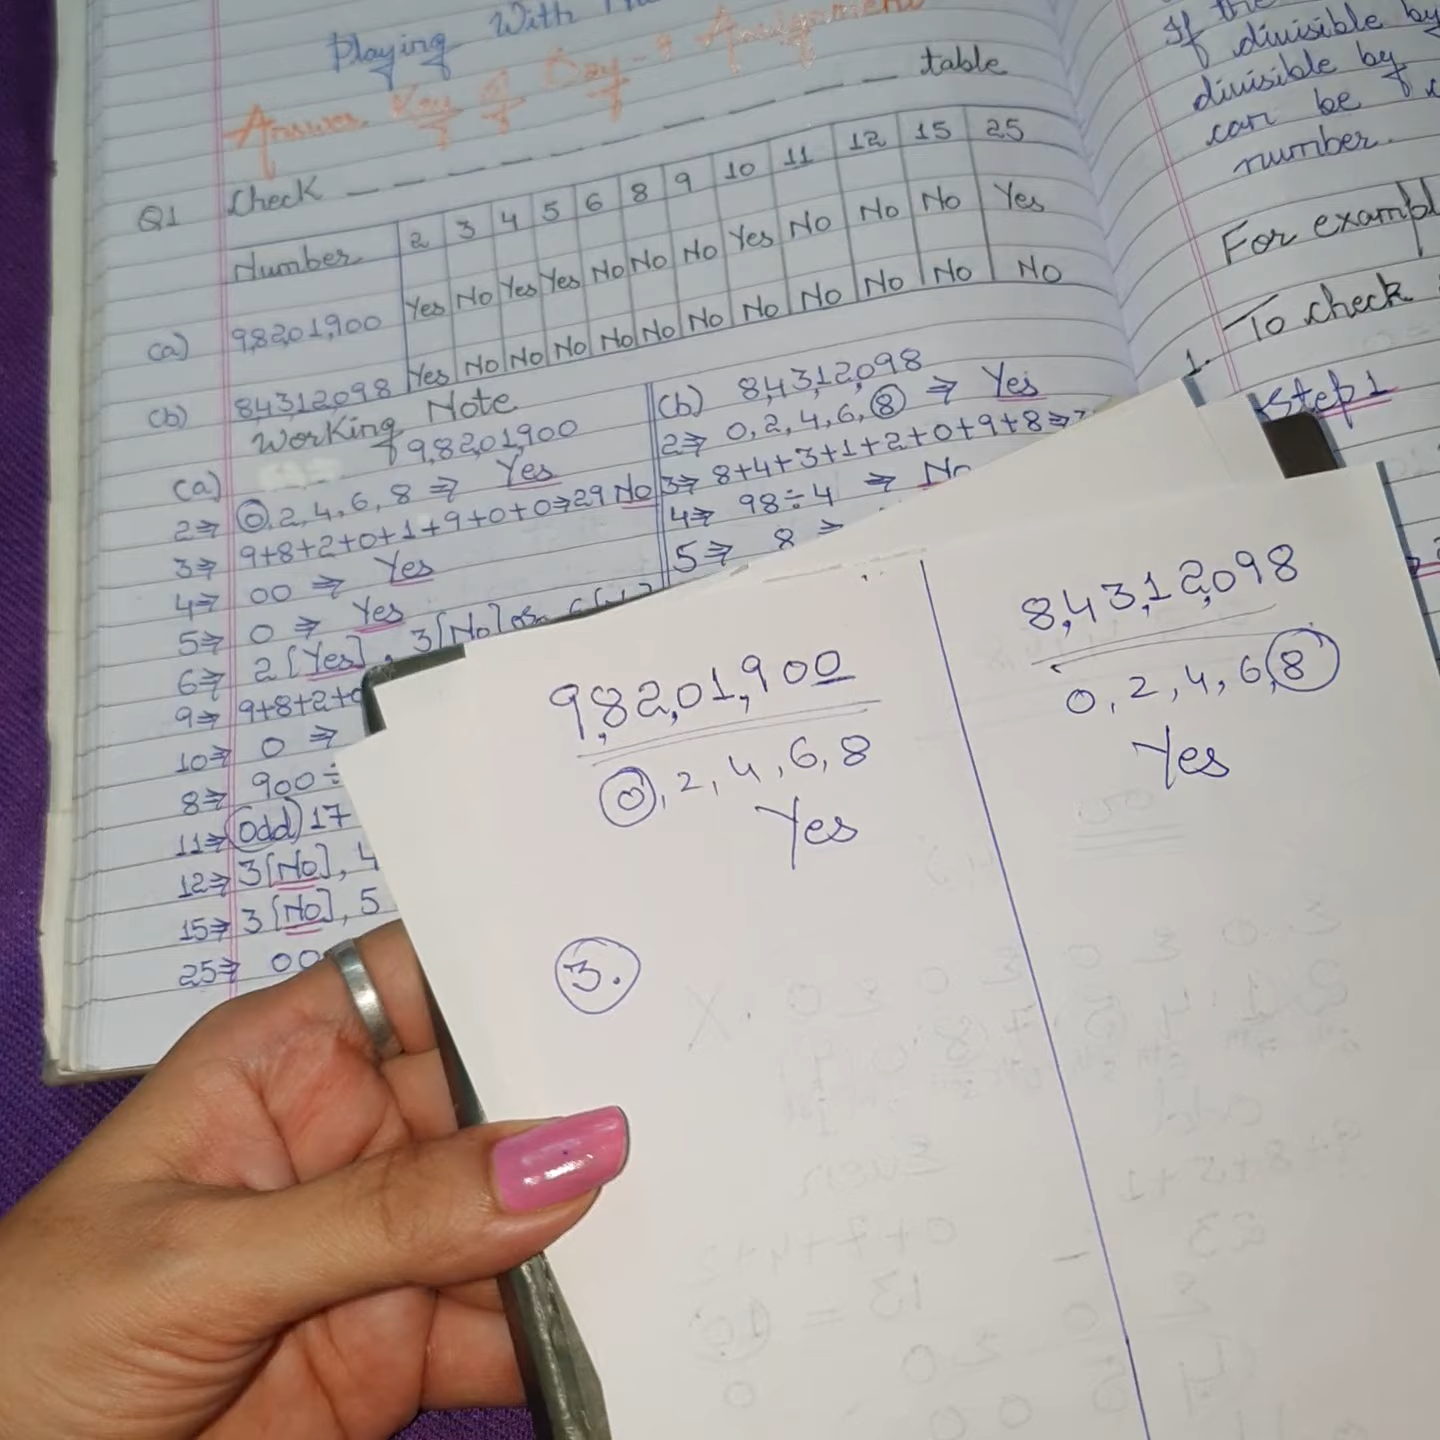 Playing With
Answer Key of Day-9 Assignment
Q1 Check — — — — — — — — — table
Number 2 3 4 5 6 8 9 10 11 12 15 25
(a) 9,82,01,900 Yes No Yes Yes No No No Yes No No No Yes
(b) 84312098 Yes No No No No No No No No No No No
Working Note
(a) 9,82,01,900
2⇒ 0, 2, 4, 6, 8 ⇒ Yes
3⇒ 9+8+2+0+1+9+0+0⇒29 No
4⇒ 00 ⇒ Yes
5⇒ 0 ⇒ Yes
6⇒ 2 [Yes], 3[No]
9⇒ 9+8+2+
10⇒ 0 ⇒
8⇒ 900÷
11⇒ Odd) 17
12⇒ 3[No], 4
15⇒ 3[No], 5
25⇒ 00
(b) 8,43,12,098
2⇒ 0, 2, 4, 6, 8 ⇒ Yes
3⇒ 8+4+3+1+2+0+9+8⇒
4⇒ 98÷4 ⇒ No
5⇒ 8 ⇒
If the
divisible by
divisible by
can be
number.
For exampl
1. To check
Step 1
9,82,01,900
0, 2, 4, 6, 8
Yes
3.
8,43,12,098
0, 2, 4, 6, 8
Yes